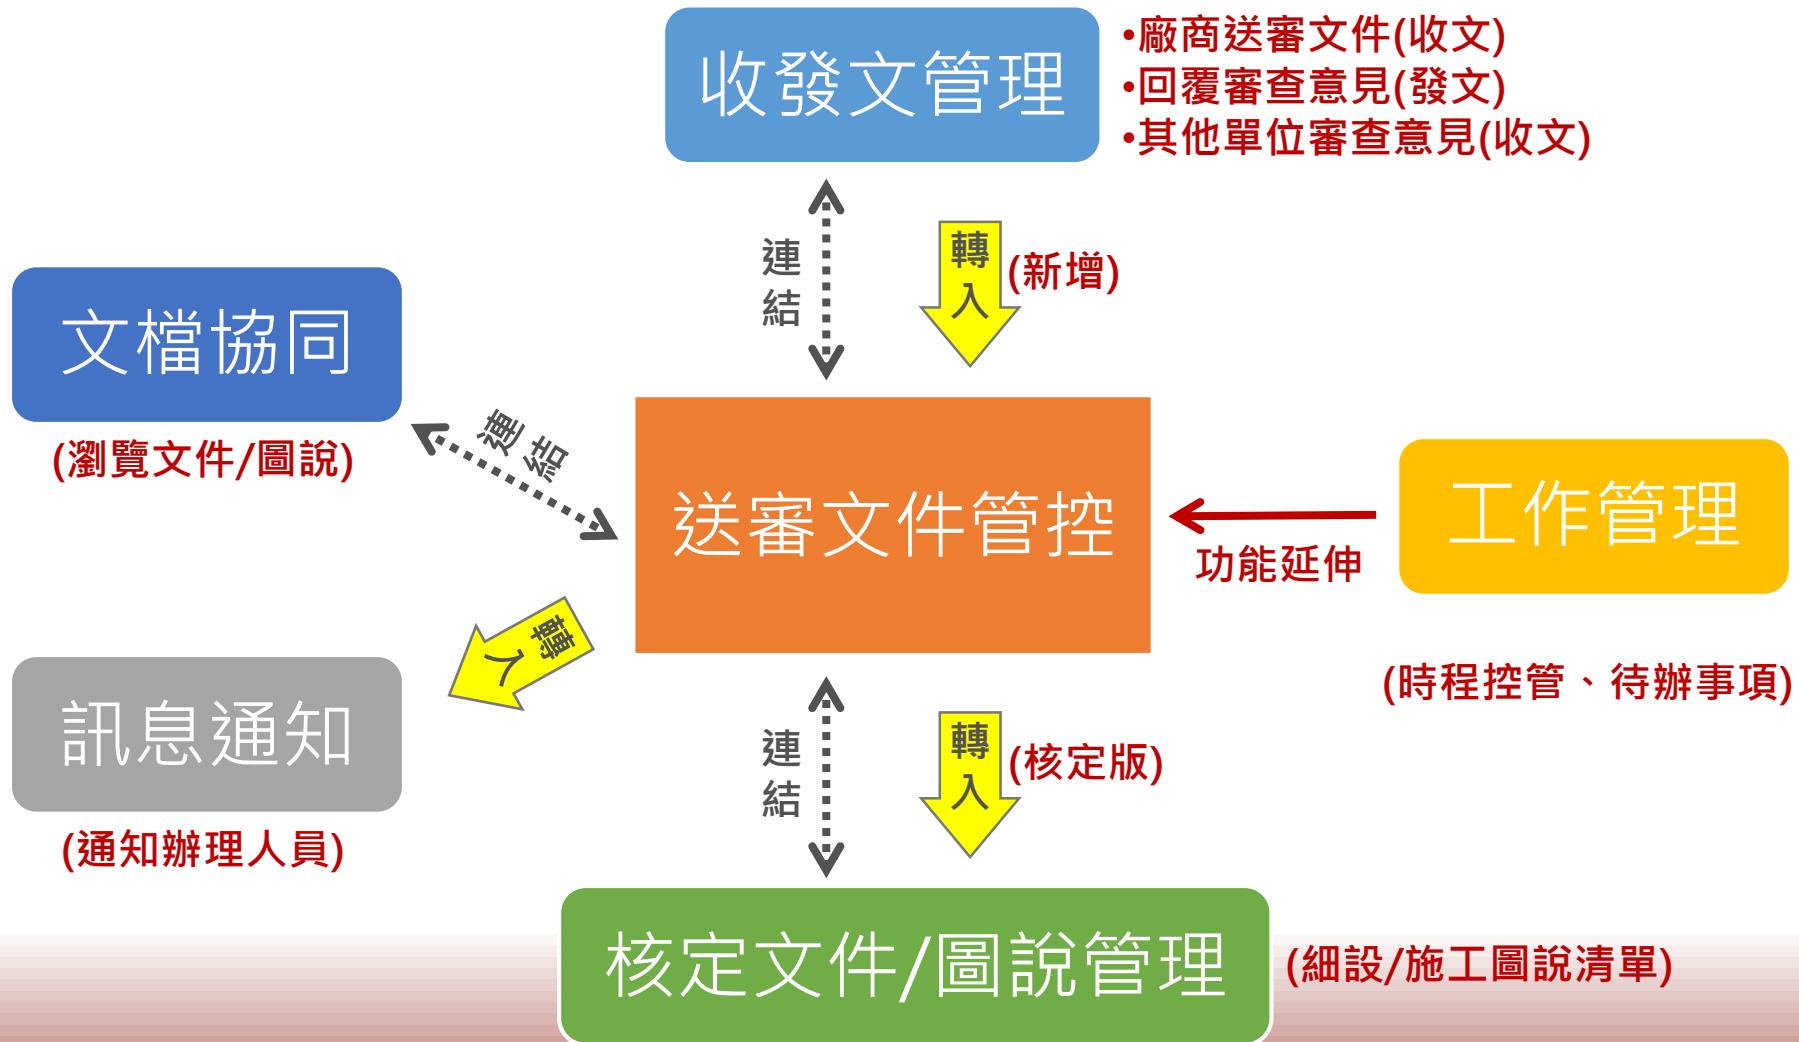 收發文管理
•廠商送審文件(收文)
•回覆審查意見(發文)
•其他單位審查意見(收文)
連結
轉入
(新增)
文檔協同
(瀏覽文件/圖說)
連結
送審文件管控
工作管理
功能延伸
(時程控管、待辦事項)
轉入
訊息通知
(通知辦理人員)
連結
轉入
(核定版)
核定文件/圖說管理
(細設/施工圖說清單)